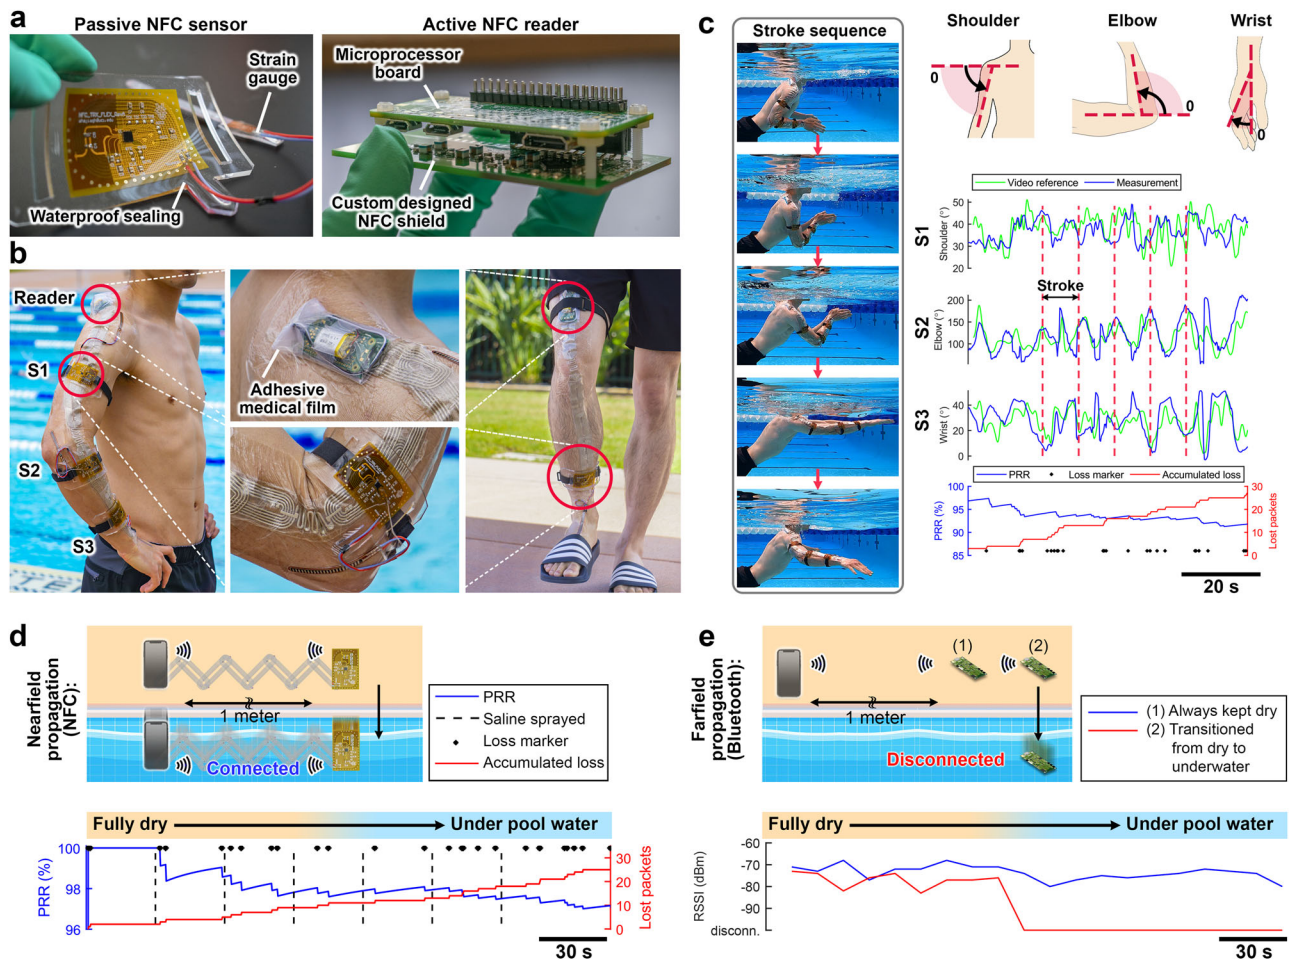 a
Passive NFC sensor
Strain
gauge
Waterproof sealing
Active NFC reader
Microprocessor
board
Custom designed
NFC shield
b
Reader
S1
S2
S3
Adhesive
medical film
c
Stroke sequence
Shoulder
Elbow
Wrist
0
0
0
Video reference
Measurement
S1
Shoulder (°)
50
40
30
20
Stroke
S2
Elbow (°)
200
150
100
S3
Wrist (°)
40
20
0
PRR
Loss marker
Accumulated loss
PRR (%)
100
95
90
85
Lost packets
30
20
10
0
20 s
d
Nearfield
propagation
(NFC):
1 meter
Connected
PRR
Saline sprayed
Loss marker
Accumulated loss
Fully dry
Under pool water
PRR (%)
100
98
96
Lost packets
30
20
10
0
30 s
e
Farfield
propagation
(Bluetooth):
(1)
(2)
1 meter
Disconnected
(1) Always kept dry
(2) Transitioned
from dry to
underwater
Fully dry
Under pool water
RSSI (dBm)
-60
-70
-80
-90
disconn.
30 s